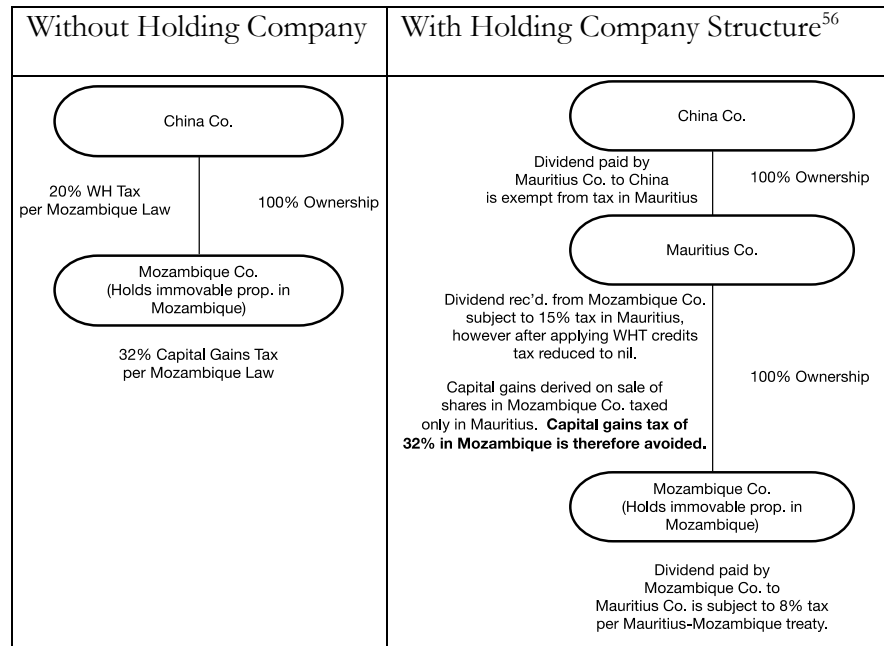 Without Holding Company
With Holding Company Structure56
China Co.
20% WH Tax
per Mozambique Law
100% Ownership
Mozambique Co.
(Holds immovable prop. in
Mozambique)
32% Capital Gains Tax
per Mozambique Law
China Co.
Dividend paid by
Mauritius Co. to China
is exempt from tax in Mauritius
100% Ownership
Mauritius Co.
Dividend rec'd. from Mozambique Co.
subject to 15% tax in Mauritius,
however after applying WHT credits
tax reduced to nil.
Capital gains derived on sale of
shares in Mozambique Co. taxed
only in Mauritius. Capital gains tax of
32% in Mozambique is therefore avoided.
100% Ownership
Mozambique Co.
(Holds immovable prop. in
Mozambique)
Dividend paid by
Mozambique Co. to
Mauritius Co. is subject to 8% tax
per Mauritius-Mozambique treaty.